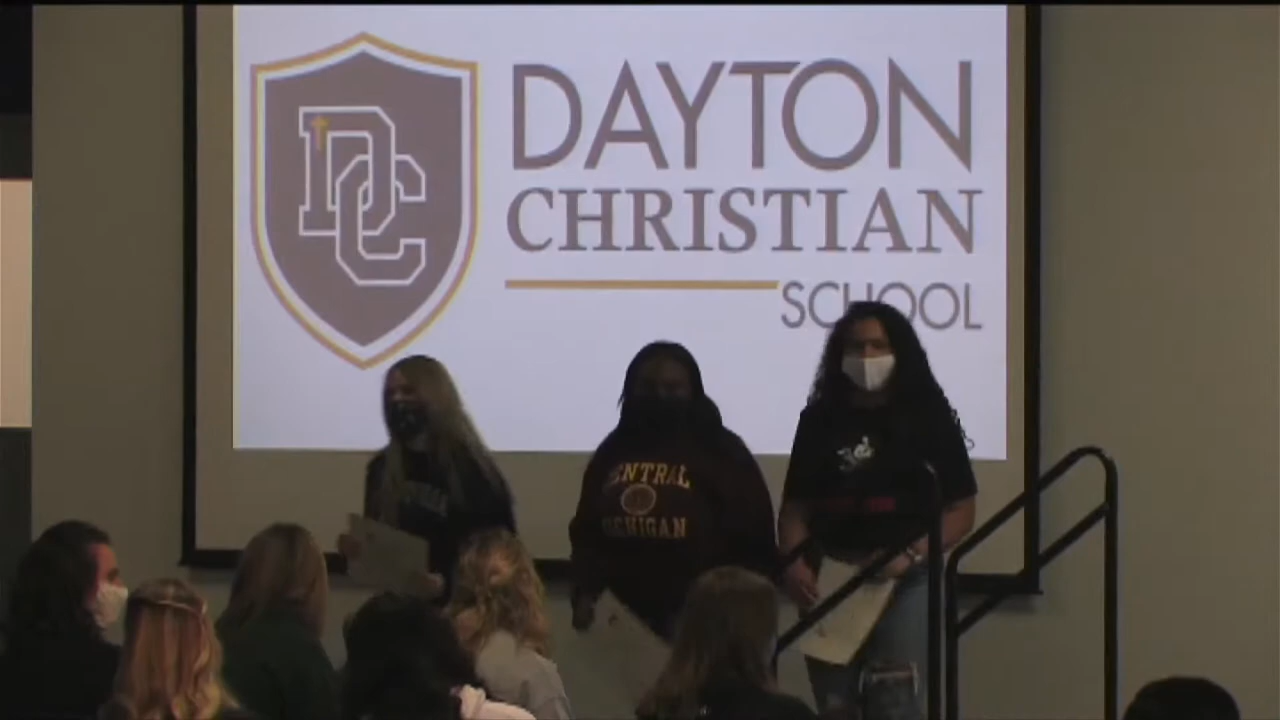 DC
DAYTON
CHRISTIAN
SCHOOL
CENTRAL
MICHIGAN